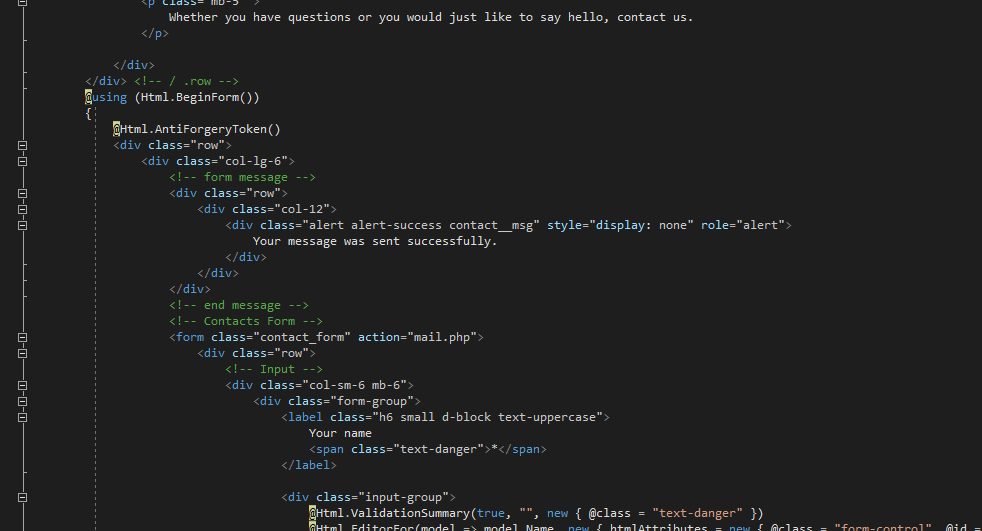 <p class="mb-5">
Whether you have questions or you would just like to say hello, contact us.
</p>
</div>
</div> <!-- / .row -->
@using (Html.BeginForm())
{
@Html.AntiForgeryToken()
<div class="row">
<div class="col-lg-6">
<!-- form message -->
<div class="row">
<div class="col-12">
<div class="alert alert-success contact__msg" style="display: none" role="alert">
Your message was sent successfully.
</div>
</div>
</div>
<!-- end message -->
<!-- Contacts Form -->
<form class="contact_form" action="mail.php">
<div class="row">
<!-- Input -->
<div class="col-sm-6 mb-6">
<div class="form-group">
<label class="h6 small d-block text-uppercase">
Your name
<span class="text-danger">*</span>
</label>
<div class="input-group">
@Html.ValidationSummary(true, "", new { @class = "text-danger" })
@Html.EditorFor(model => model.Name, new { htmlAttributes = new { @class = "form-control", @id =